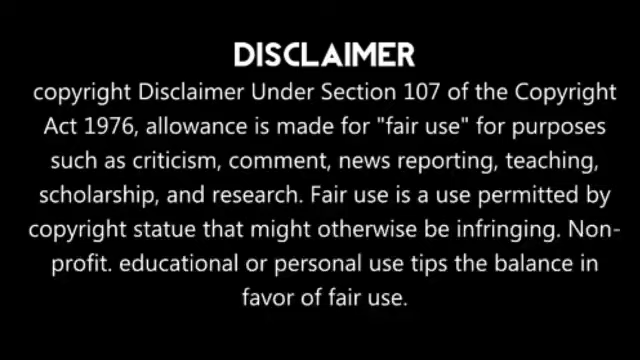 DISCLAIMER
copyright Disclaimer Under Section 107 of the Copyright
Act 1976, allowance is made for "fair use" for purposes
such as criticism, comment, news reporting, teaching,
scholarship, and research. Fair use is a use permitted by
copyright statue that might otherwise be infringing. Non-
profit. educational or personal use tips the balance in
favor of fair use.